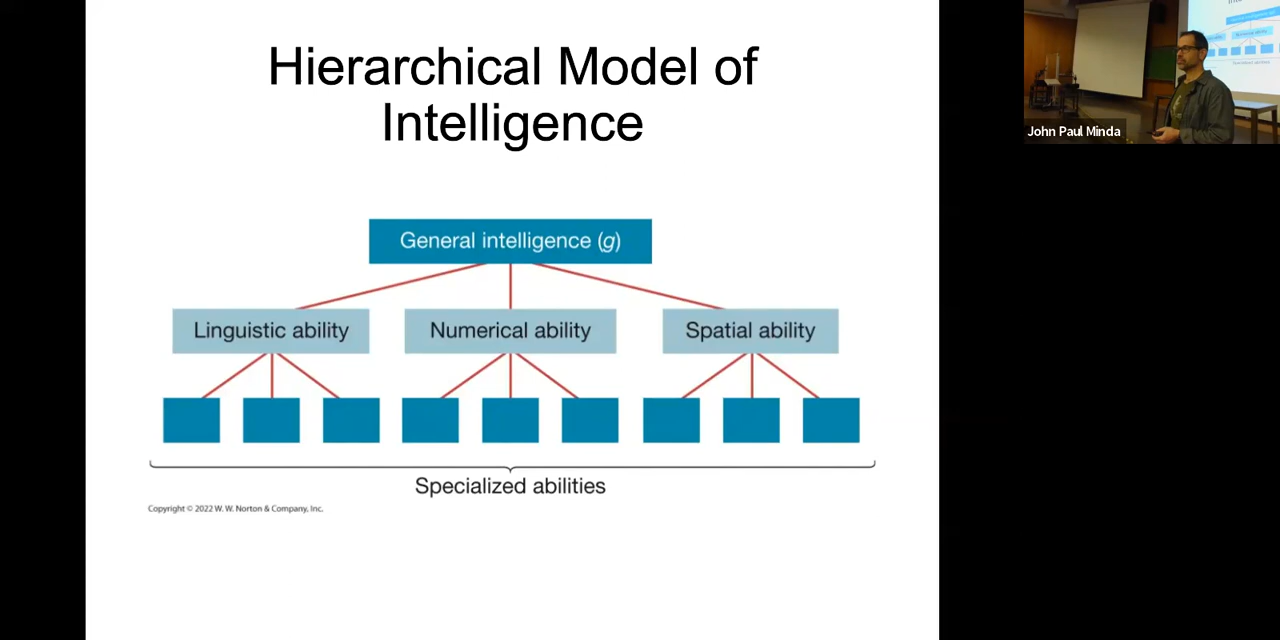 Hierarchical Model of
Intelligence
General intelligence (g)
Linguistic ability
Numerical ability
Spatial ability
Specialized abilities
Copyright © 2022 W. W. Norton & Company, Inc.
John Paul Minda